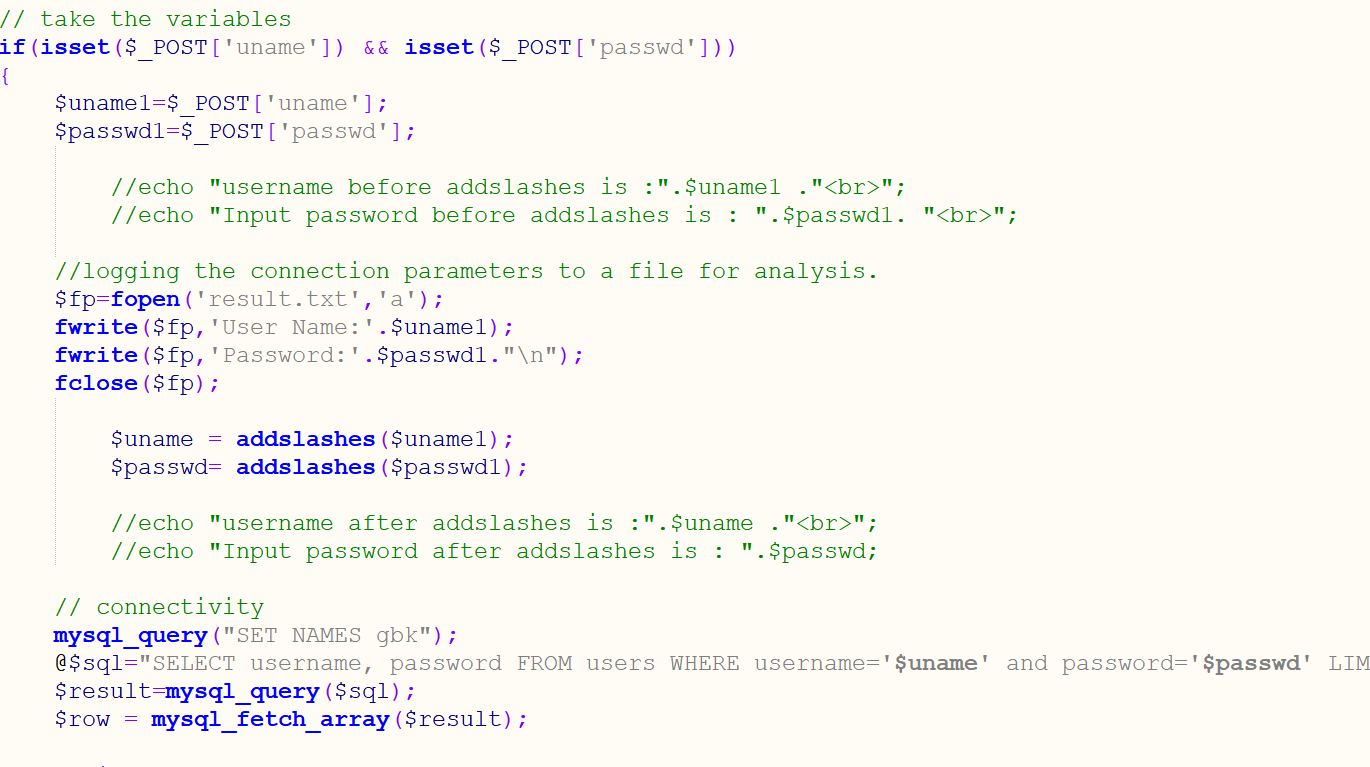 // take the variables
if(isset($_POST['uname']) && isset($_POST['passwd']))
{
$uname1=$_POST['uname'];
$passwd1=$_POST['passwd'];
//echo "username before addslashes is :".$uname1 ."<br>";
//echo "Input password before addslashes is : ".$passwd1. "<br>";
//logging the connection parameters to a file for analysis.
$fp=fopen('result.txt','a');
fwrite($fp,'User Name:'.$uname1);
fwrite($fp,'Password:'.$passwd1."\n");
fclose($fp);
$uname = addslashes($uname1);
$passwd= addslashes($passwd1);
//echo "username after addslashes is :".$uname ."<br>";
//echo "Input password after addslashes is : ".$passwd;
// connectivity
mysql_query("SET NAMES gbk");
@$sql="SELECT username, password FROM users WHERE username='$uname' and password='$passwd' LIM
$result=mysql_query($sql);
$row = mysql_fetch_array($result);